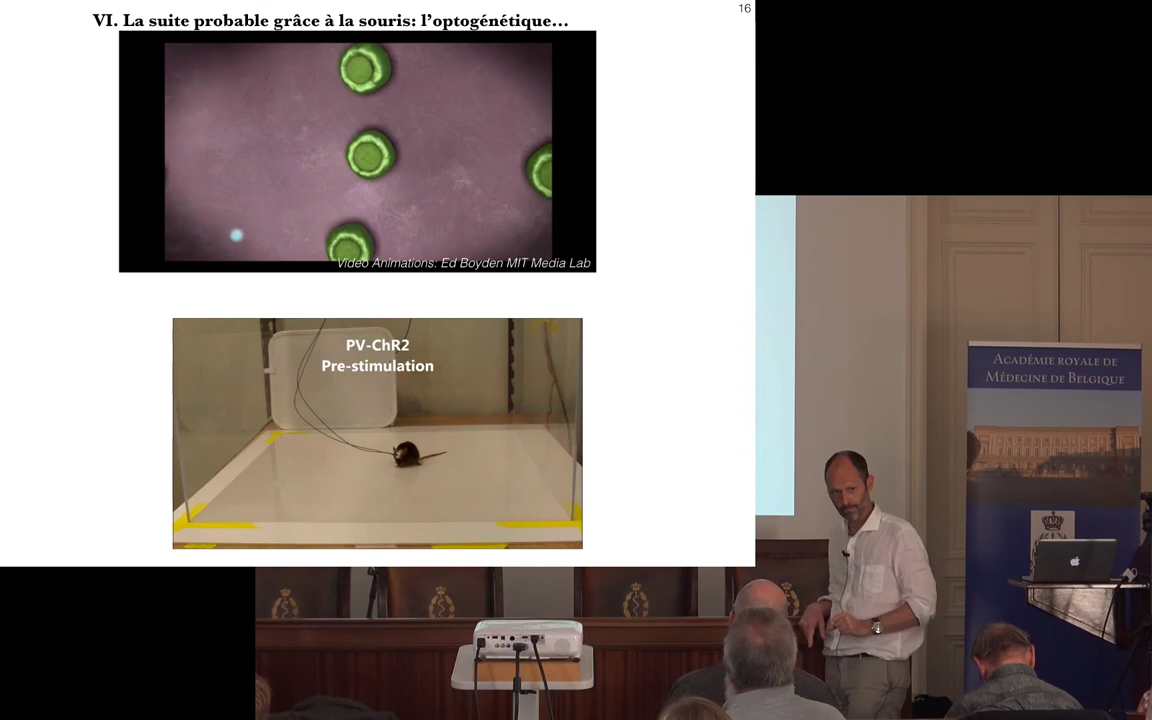 16
VI. La suite probable grâce à la souris: l’optogénétique…
Video Animations: Ed Boyden MIT Media Lab
PV-ChR2
Pre-stimulation
Académie royale de
Médecine de Belgique